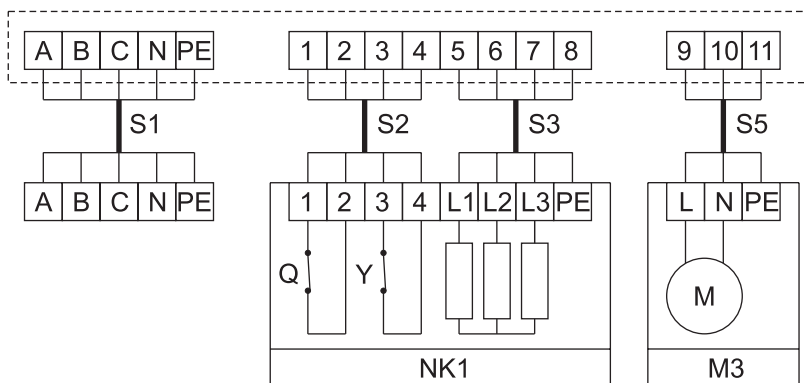 A B C N PE 1 2 3 4 5 6 7 8 9 10 11
S1 S2 S3 S5
A B C N PE 1 2 3 4 L1 L2 L3 PE L N PE
Q Y M
NK1 M3